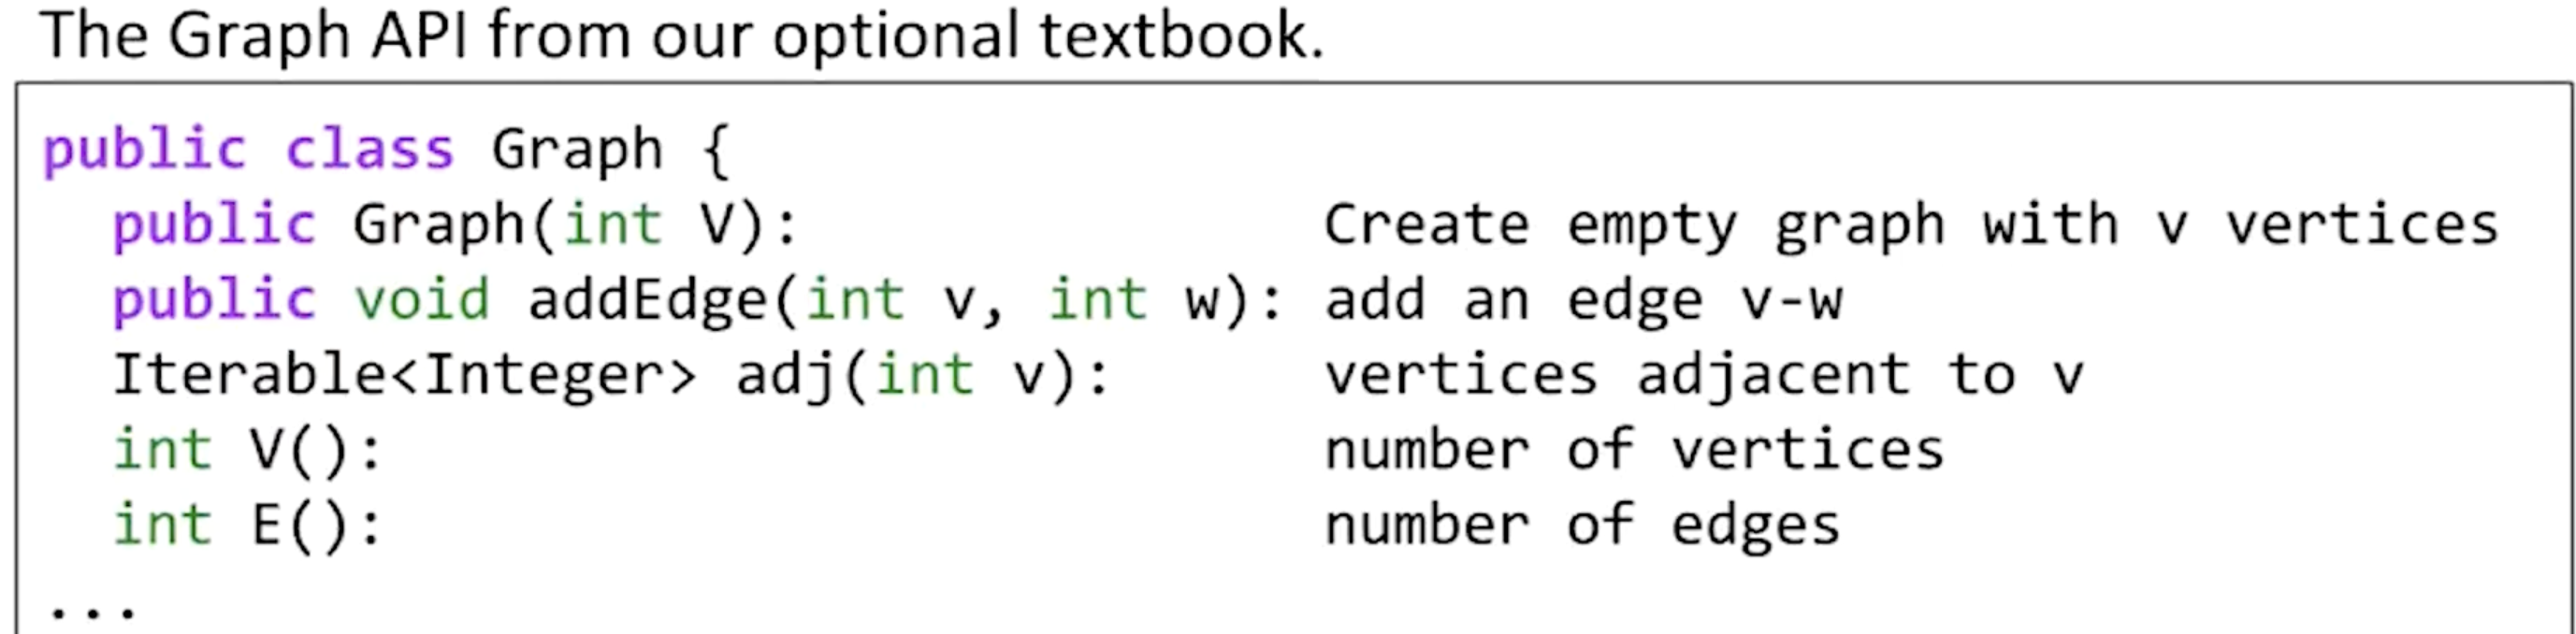 The Graph API from our optional textbook.
public class Graph {
public Graph(int V): Create empty graph with v vertices
public void addEdge(int v, int w): add an edge v-w
Iterable<Integer> adj(int v): vertices adjacent to v
int V(): number of vertices
int E(): number of edges
...